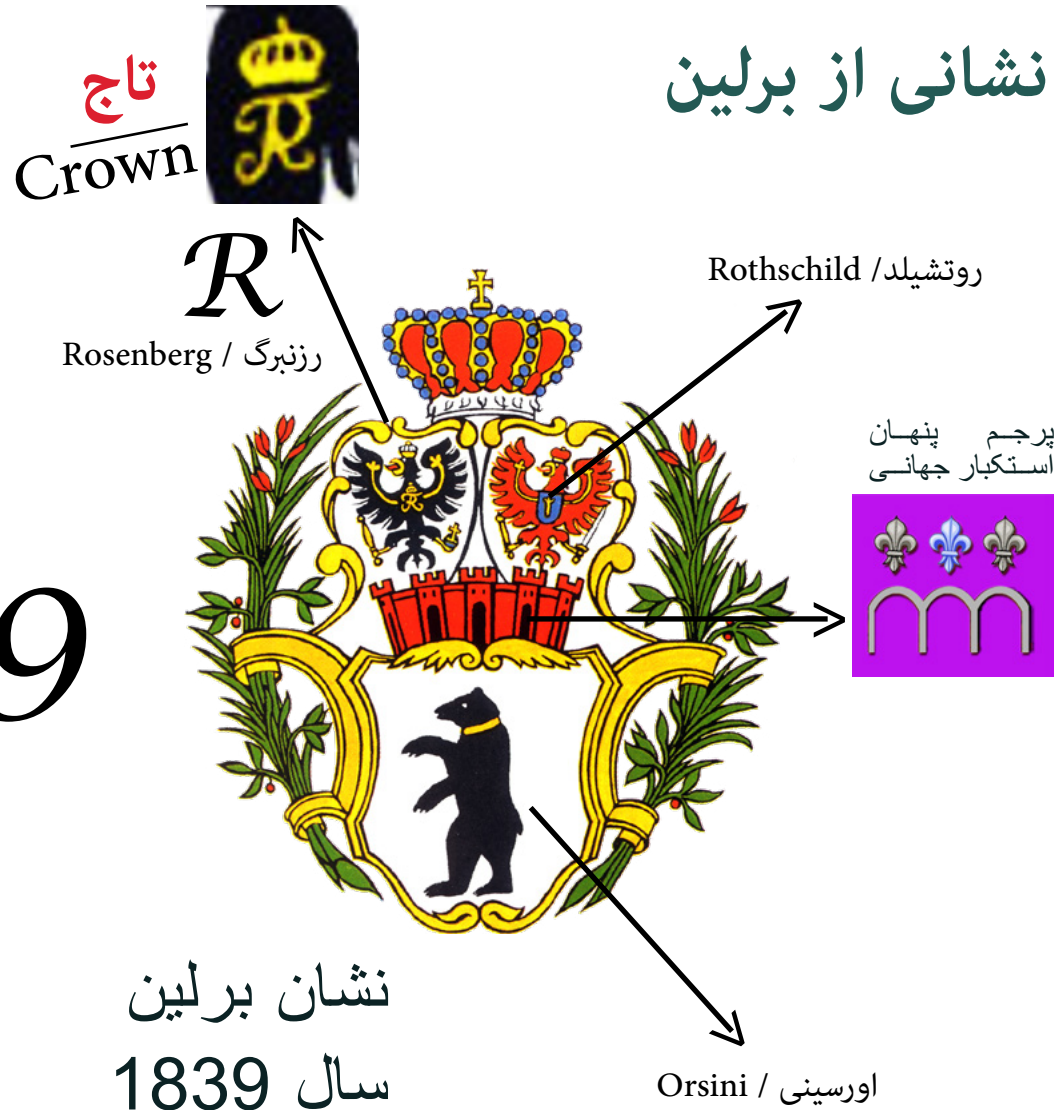 نشانی از برلین
تاج
Crown
R
R
رزنبرگ / Rosenberg
روتشیلد/ Rothschild
پرجم پنهان
استکبار جهانی
9
نشان برلین
سال 1839
اورسینی / Orsini